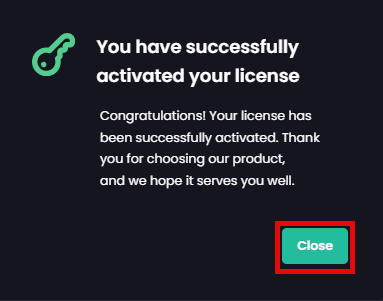 You have successfully
activated your license
Congratulations! Your license has
been successfully activated. Thank
you for choosing our product,
and we hope it serves you well.
Close